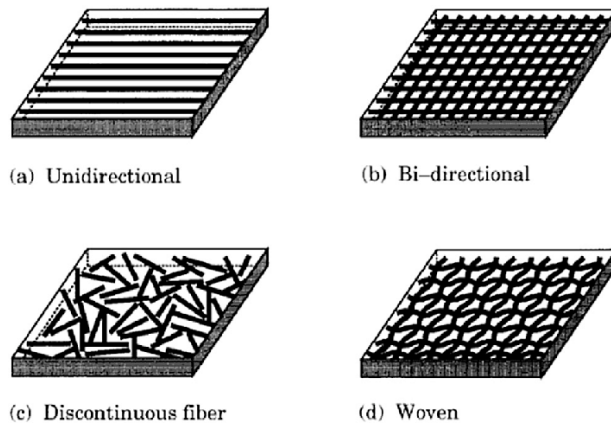 (a) Unidirectional
(b) Bi–directional
(c) Discontinuous fiber
(d) Woven